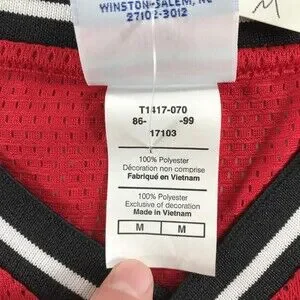 WINSTON-SALEM, NC
27102-3012
M
T1417-070
86- -99
17103
100% Polyester
Décoration non comprise
Fabriqué en Vietnam
100% Polyester
Exclusive of decoration
Made in Vietnam
M M